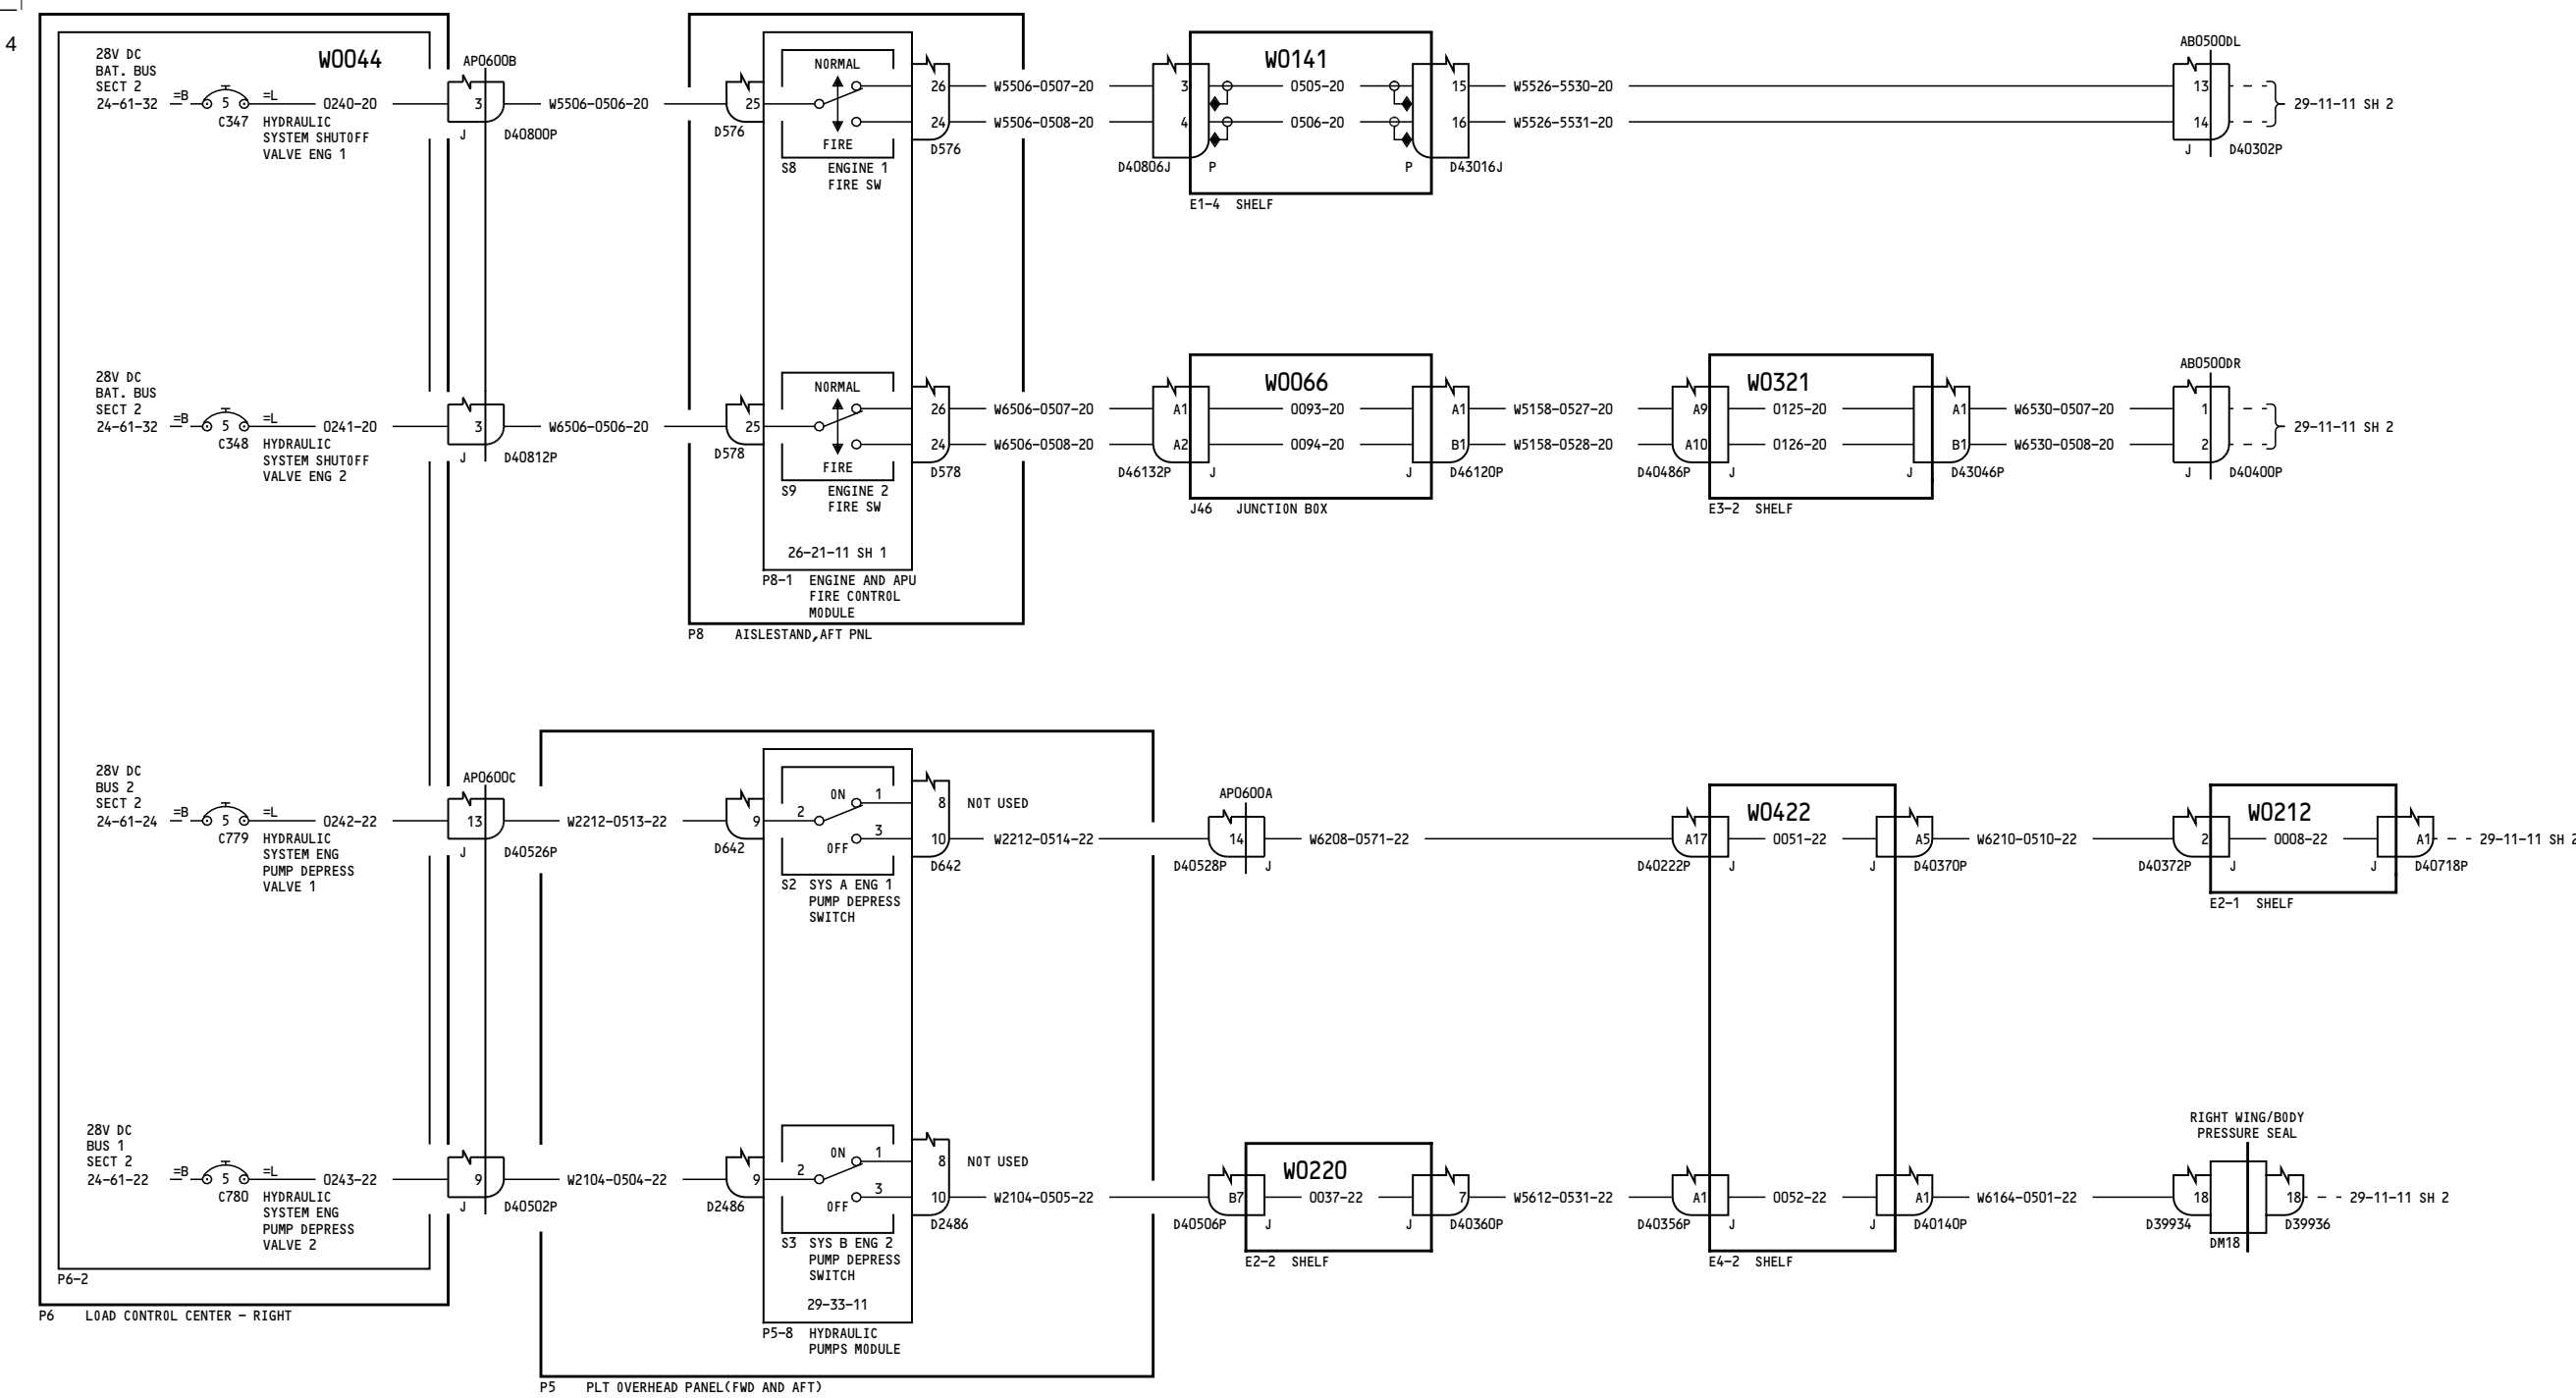 4
28V DC
BAT. BUS
SECT 2
24-61-32
=B
5
=L
C347
HYDRAULIC
SYSTEM SHUTOFF
VALVE ENG 1
W0044
0240-20
AP0600B
3
J
D40800P
W5506-0506-20
25
D576
NORMAL
FIRE
S8
ENGINE 1
FIRE SW
26
24
D576
W5506-0507-20
W5506-0508-20
3
4
D40806J
P
W0141
0505-20
0506-20
P
15
16
D43016J
E1-4 SHELF
W5526-5530-20
W5526-5531-20
AB0500DL
13
14
J
D40302P
29-11-11 SH 2
28V DC
BAT. BUS
SECT 2
24-61-32
=B
5
=L
C348
HYDRAULIC
SYSTEM SHUTOFF
VALVE ENG 2
0241-20
3
J
D40812P
W6506-0506-20
25
D578
NORMAL
FIRE
S9
ENGINE 2
FIRE SW
26
24
D578
26-21-11 SH 1
P8-1 ENGINE AND APU
FIRE CONTROL
MODULE
P8 AISLESTAND,AFT PNL
W6506-0507-20
W6506-0508-20
A1
A2
D46132P
J
W0066
0093-20
0094-20
J
A1
B1
D46120P
J46 JUNCTION BOX
W5158-0527-20
W5158-0528-20
A9
A10
D40486P
J
W0321
0125-20
0126-20
J
A1
B1
D43046P
E3-2 SHELF
W6530-0507-20
W6530-0508-20
AB0500DR
1
2
J
D40400P
29-11-11 SH 2
28V DC
BUS 2
SECT 2
24-61-24
=B
5
=L
C779
HYDRAULIC
SYSTEM ENG
PUMP DEPRESS
VALVE 1
0242-22
AP0600C
13
J
D40526P
W2212-0513-22
9
D642
2
ON
1
3
OFF
S2 SYS A ENG 1
PUMP DEPRESS
SWITCH
8
10
D642
NOT USED
W2212-0514-22
AP0600A
14
D40528P
J
W6208-0571-22
A17
D40222P
J
W0422
0051-22
J
A5
D40370P
W6210-0510-22
2
D40372P
J
W0212
0008-22
J
A1
D40718P
E2-1 SHELF
29-11-11 SH 2
28V DC
BUS 1
SECT 2
24-61-22
=B
5
=L
C780
HYDRAULIC
SYSTEM ENG
PUMP DEPRESS
VALVE 2
0243-22
9
J
D40502P
W2104-0504-22
9
D2486
2
ON
1
3
OFF
S3 SYS B ENG 2
PUMP DEPRESS
SWITCH
29-33-11
P5-8 HYDRAULIC
PUMPS MODULE
8
10
D2486
NOT USED
W2104-0505-22
B7
D40506P
J
W0220
0037-22
J
7
D40360P
E2-2 SHELF
W5612-0531-22
A1
D40356P
J
0052-22
J
A1
D40140P
E4-2 SHELF
W6164-0501-22
RIGHT WING/BODY
PRESSURE SEAL
18
D39934
DM18
18
D39936
29-11-11 SH 2
P6-2
P6 LOAD CONTROL CENTER - RIGHT
P5 PLT OVERHEAD PANEL(FWD AND AFT)